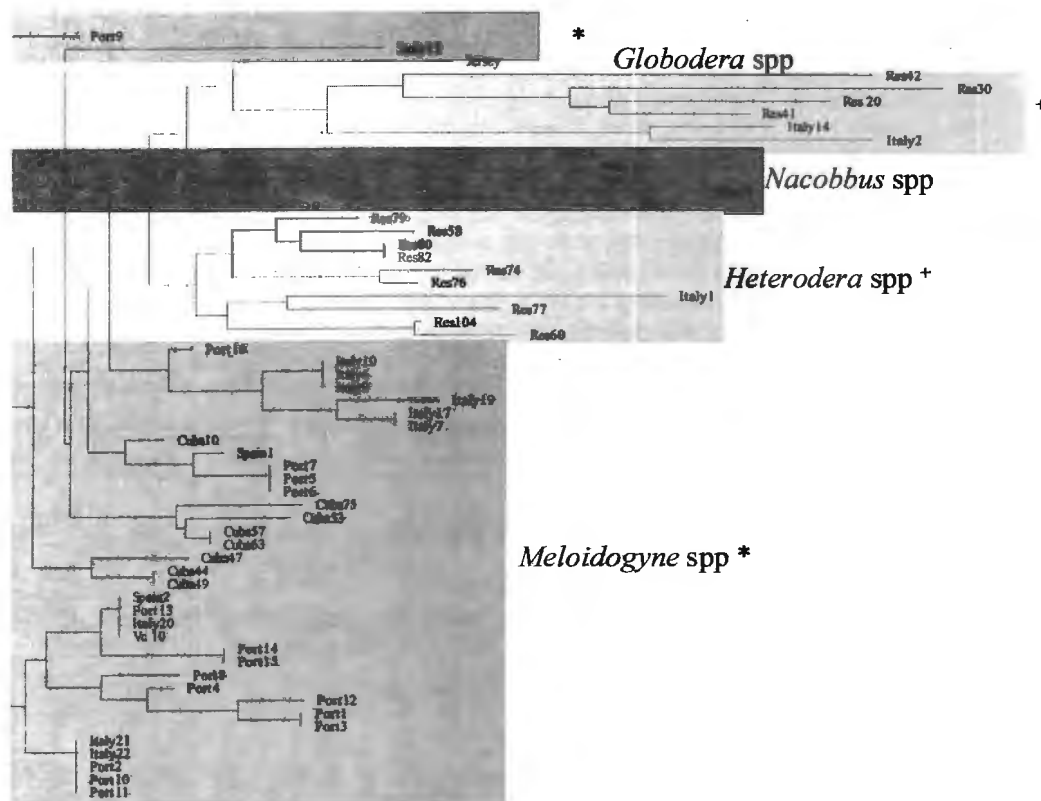 Port9
*
Jersey
Globodera spp
Res42
Res30
Res 20
+
Res41
Italy14
Italy2
Nacobbus spp
Res79
Res58
Res80
Res82
Res74
Heterodera spp +
Res76
Italy1
Res77
Res104
Res60
Italy10
Italy19
Italy17
Italy7
Cuba10
Spain1
Port7
Port5
Port6
Cuba75
Cuba57
Cuba63
Cuba47
Meloidogyne spp *
Cuba44
Cuba49
Spain2
Port13
Italy20
Vc 10
Port14
Port15
Port8
Port4
Port12
Port1
Port3
Italy21
Italy22
Port2
Port10
Port11